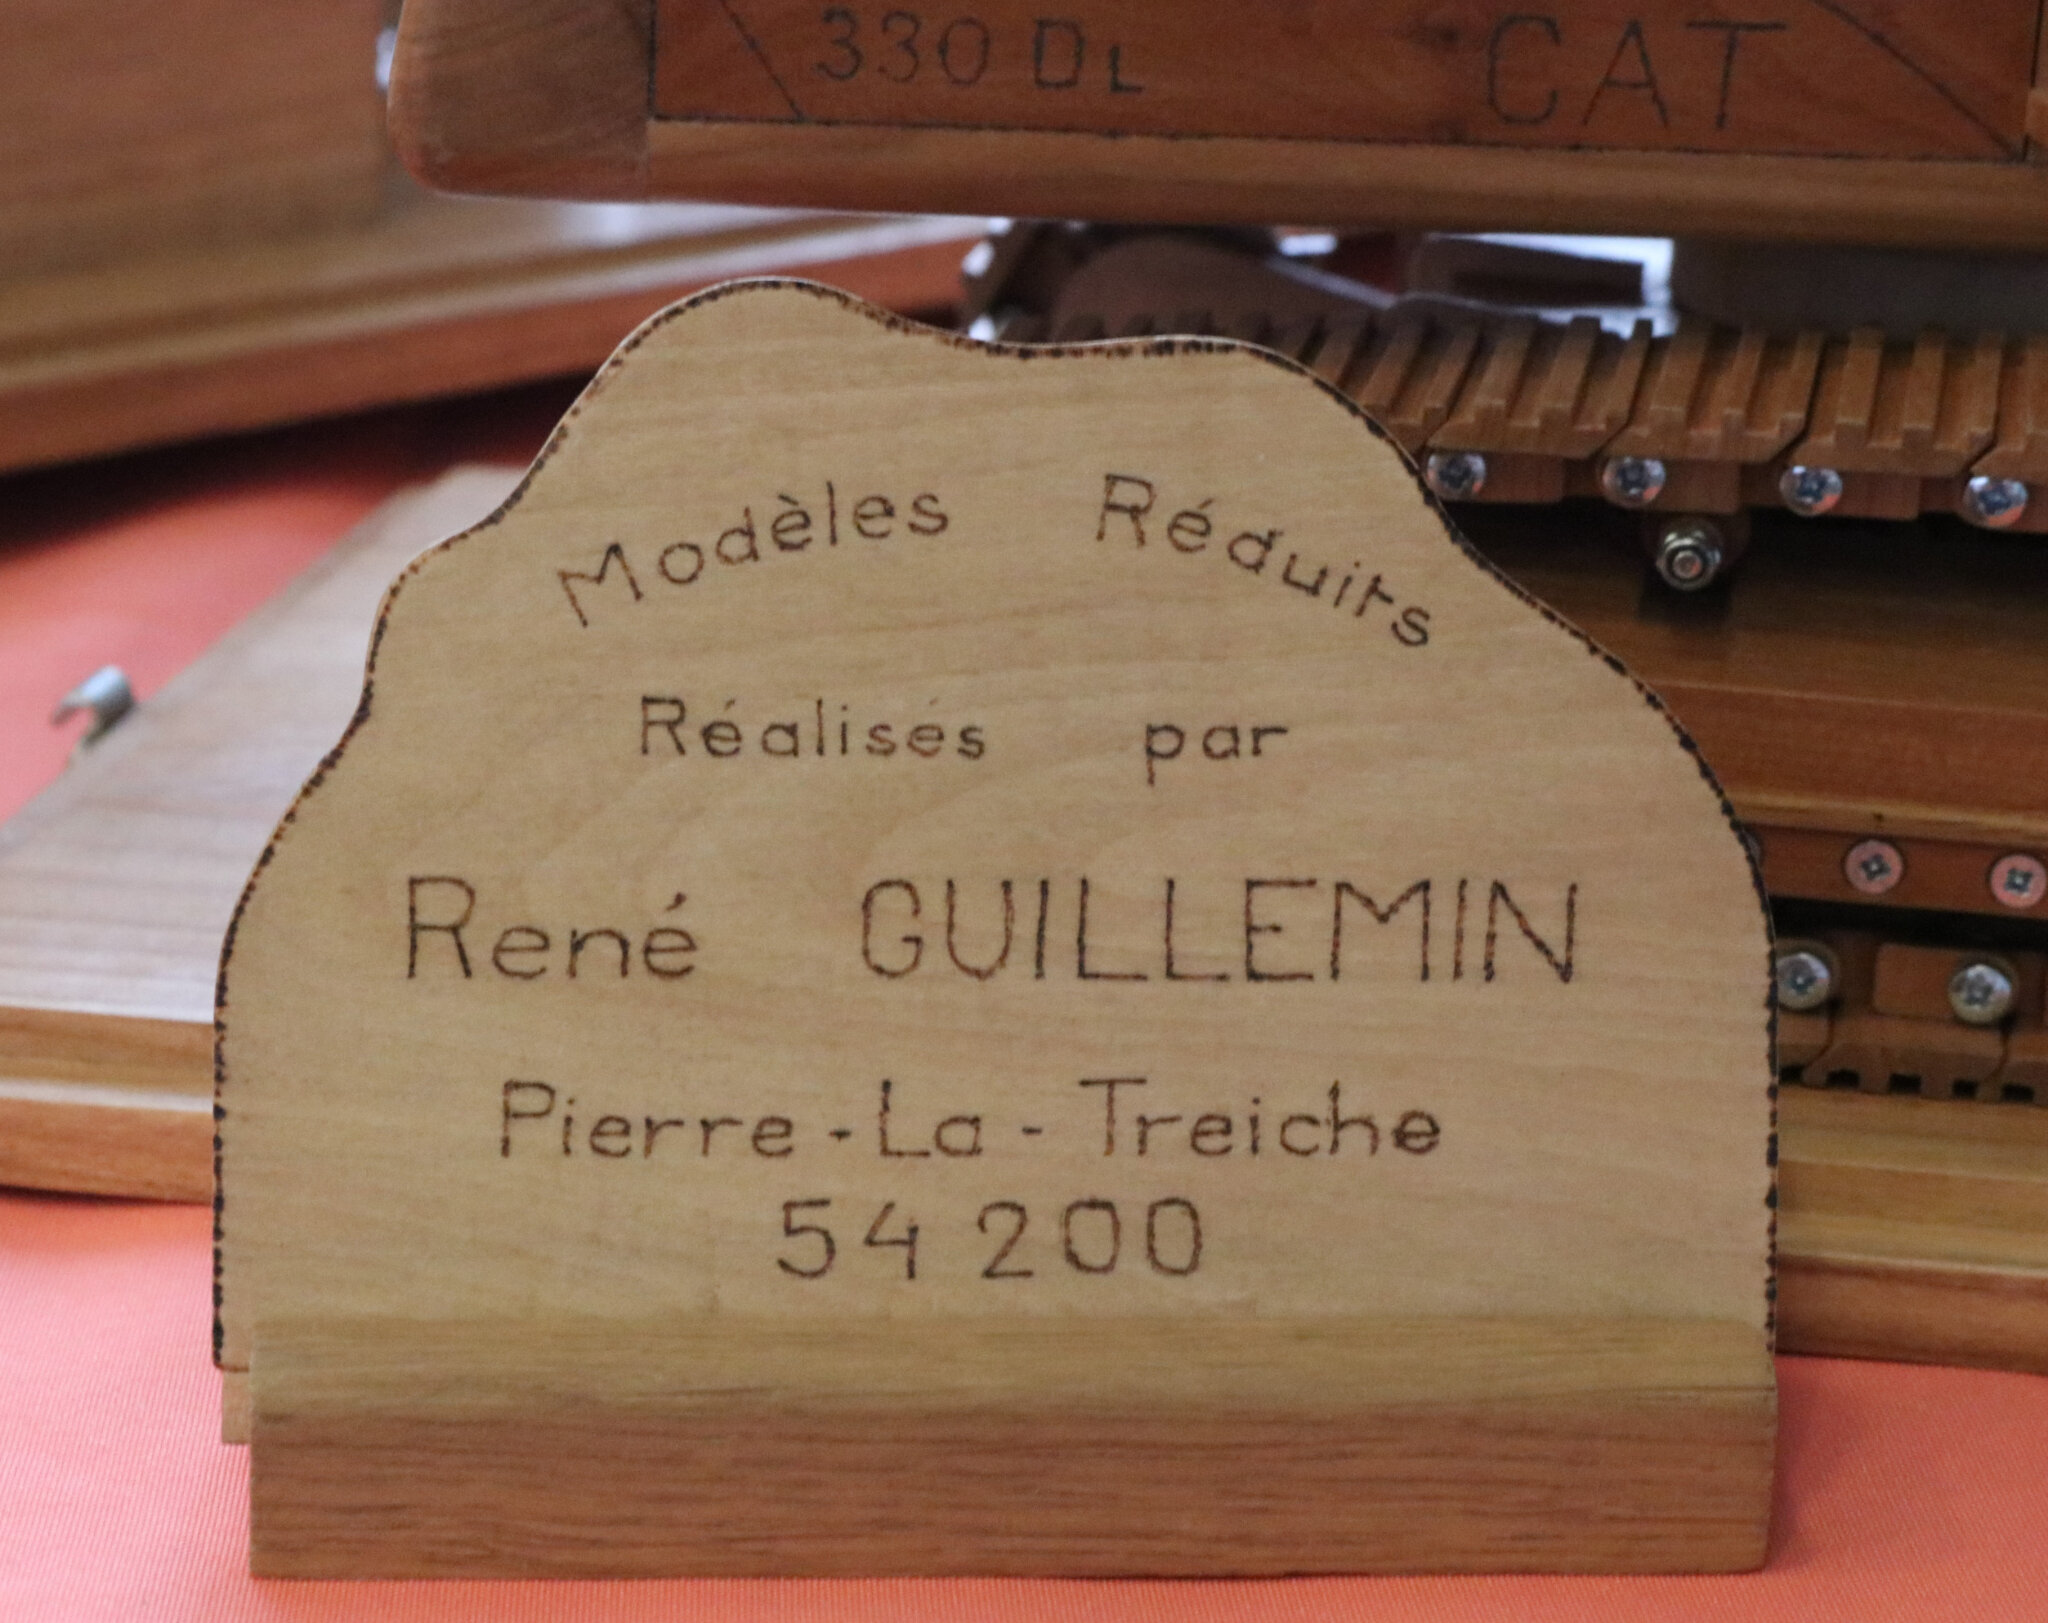 330 DL CAT
Modèles Réduits
Réalisés par
René GUILLEMIN
Pierre-La-Treiche
54 200